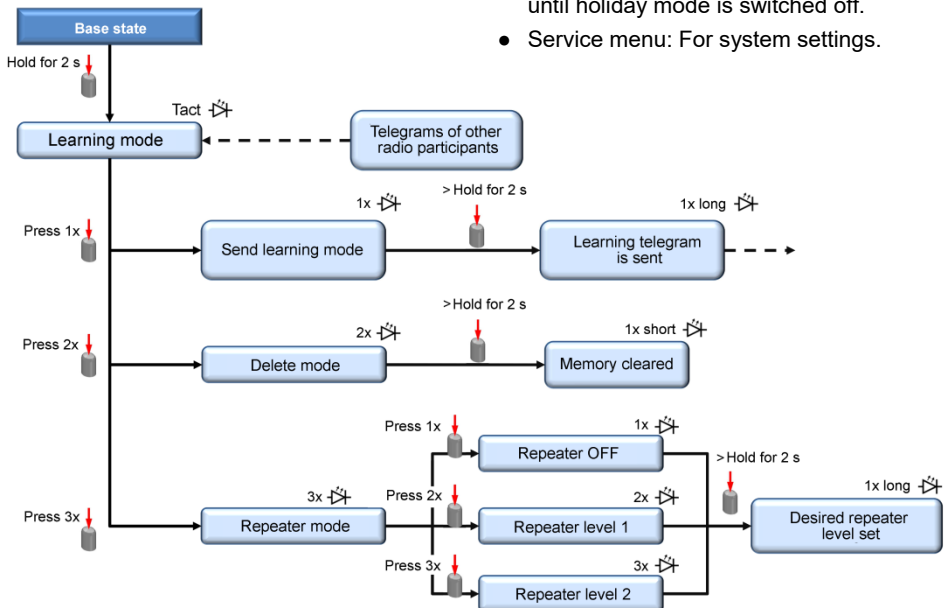 until holiday mode is switched off.
● Service menu: For system settings.
Base state
Hold for 2 s
Tact
Learning mode
Telegrams of other
radio participants
Press 1x
1x
Send learning mode
>Hold for 2 s
1x long
Learning telegram
is sent
Press 2x
2x
Delete mode
>Hold for 2 s
1x short
Memory cleared
Press 3x
3x
Repeater mode
Press 1x
1x
Repeater OFF
Press 2x
2x
Repeater level 1
Press 3x
3x
Repeater level 2
>Hold for 2 s
1x long
Desired repeater
level set